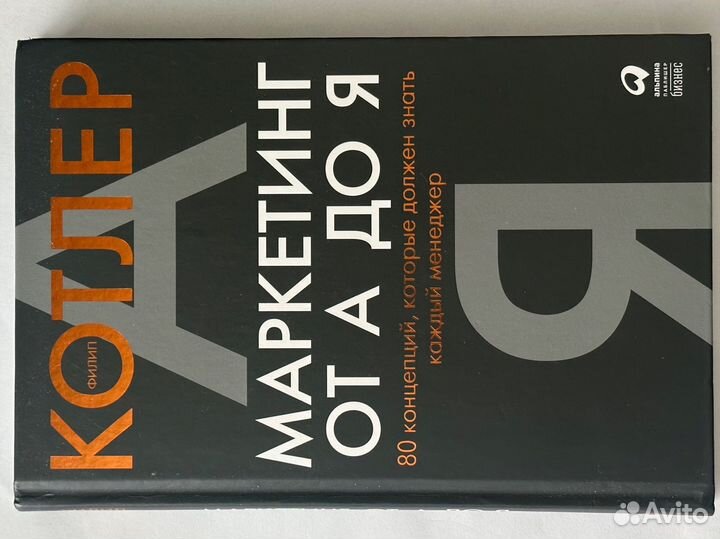 ФИЛИП
КОТЛЕР
А
МАРКЕТИНГ
ОТ А ДО Я
80 концепций, которые должен знать
каждый менеджер
Я
АЛЬПИНА
ПАБЛИШЕР
бизнес
Avito